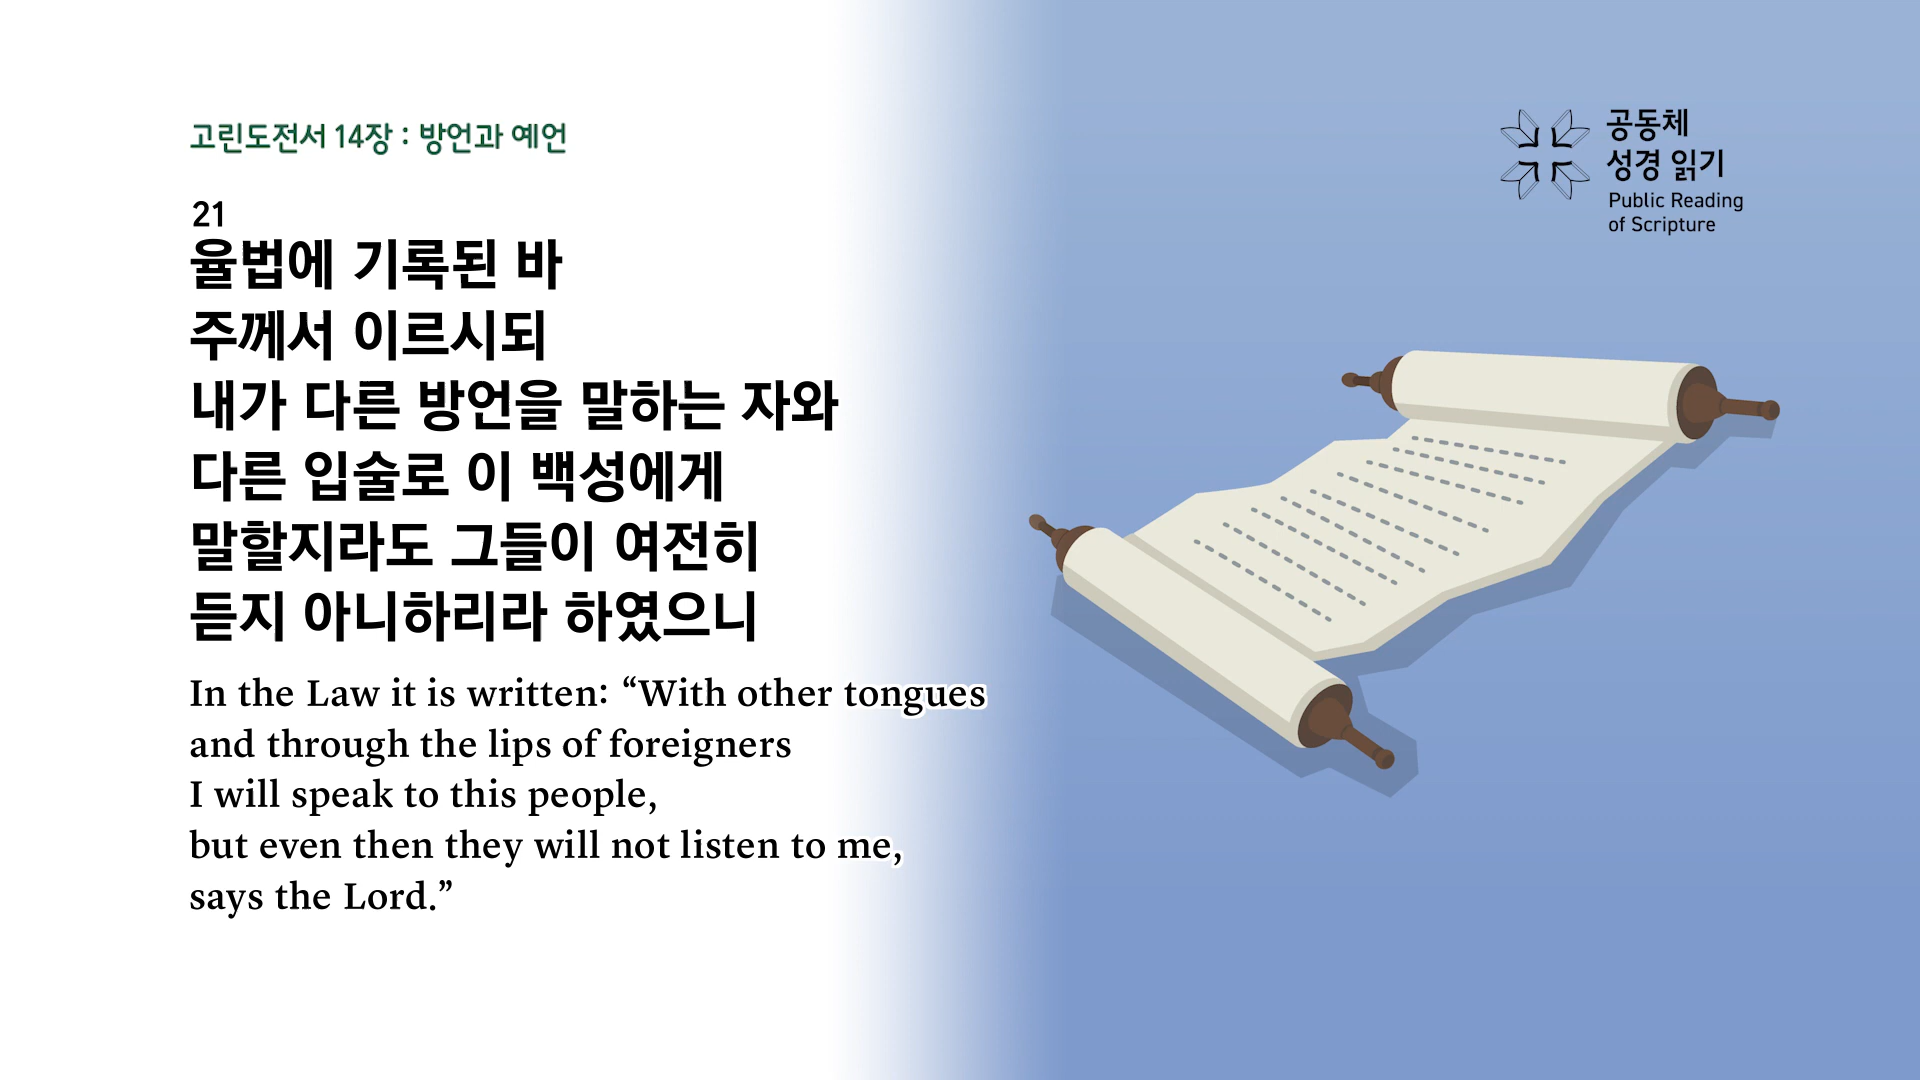 고린도전서 14장 : 방언과 예언
21
율법에 기록된 바
주께서 이르시되
내가 다른 방언을 말하는 자와
다른 입술로 이 백성에게
말할지라도 그들이 여전히
듣지 아니하리라 하였으니
In the Law it is written: “With other tongues
and through the lips of foreigners
I will speak to this people,
but even then they will not listen to me,
says the Lord.”
공동체
성경 읽기
Public Reading
of Scripture